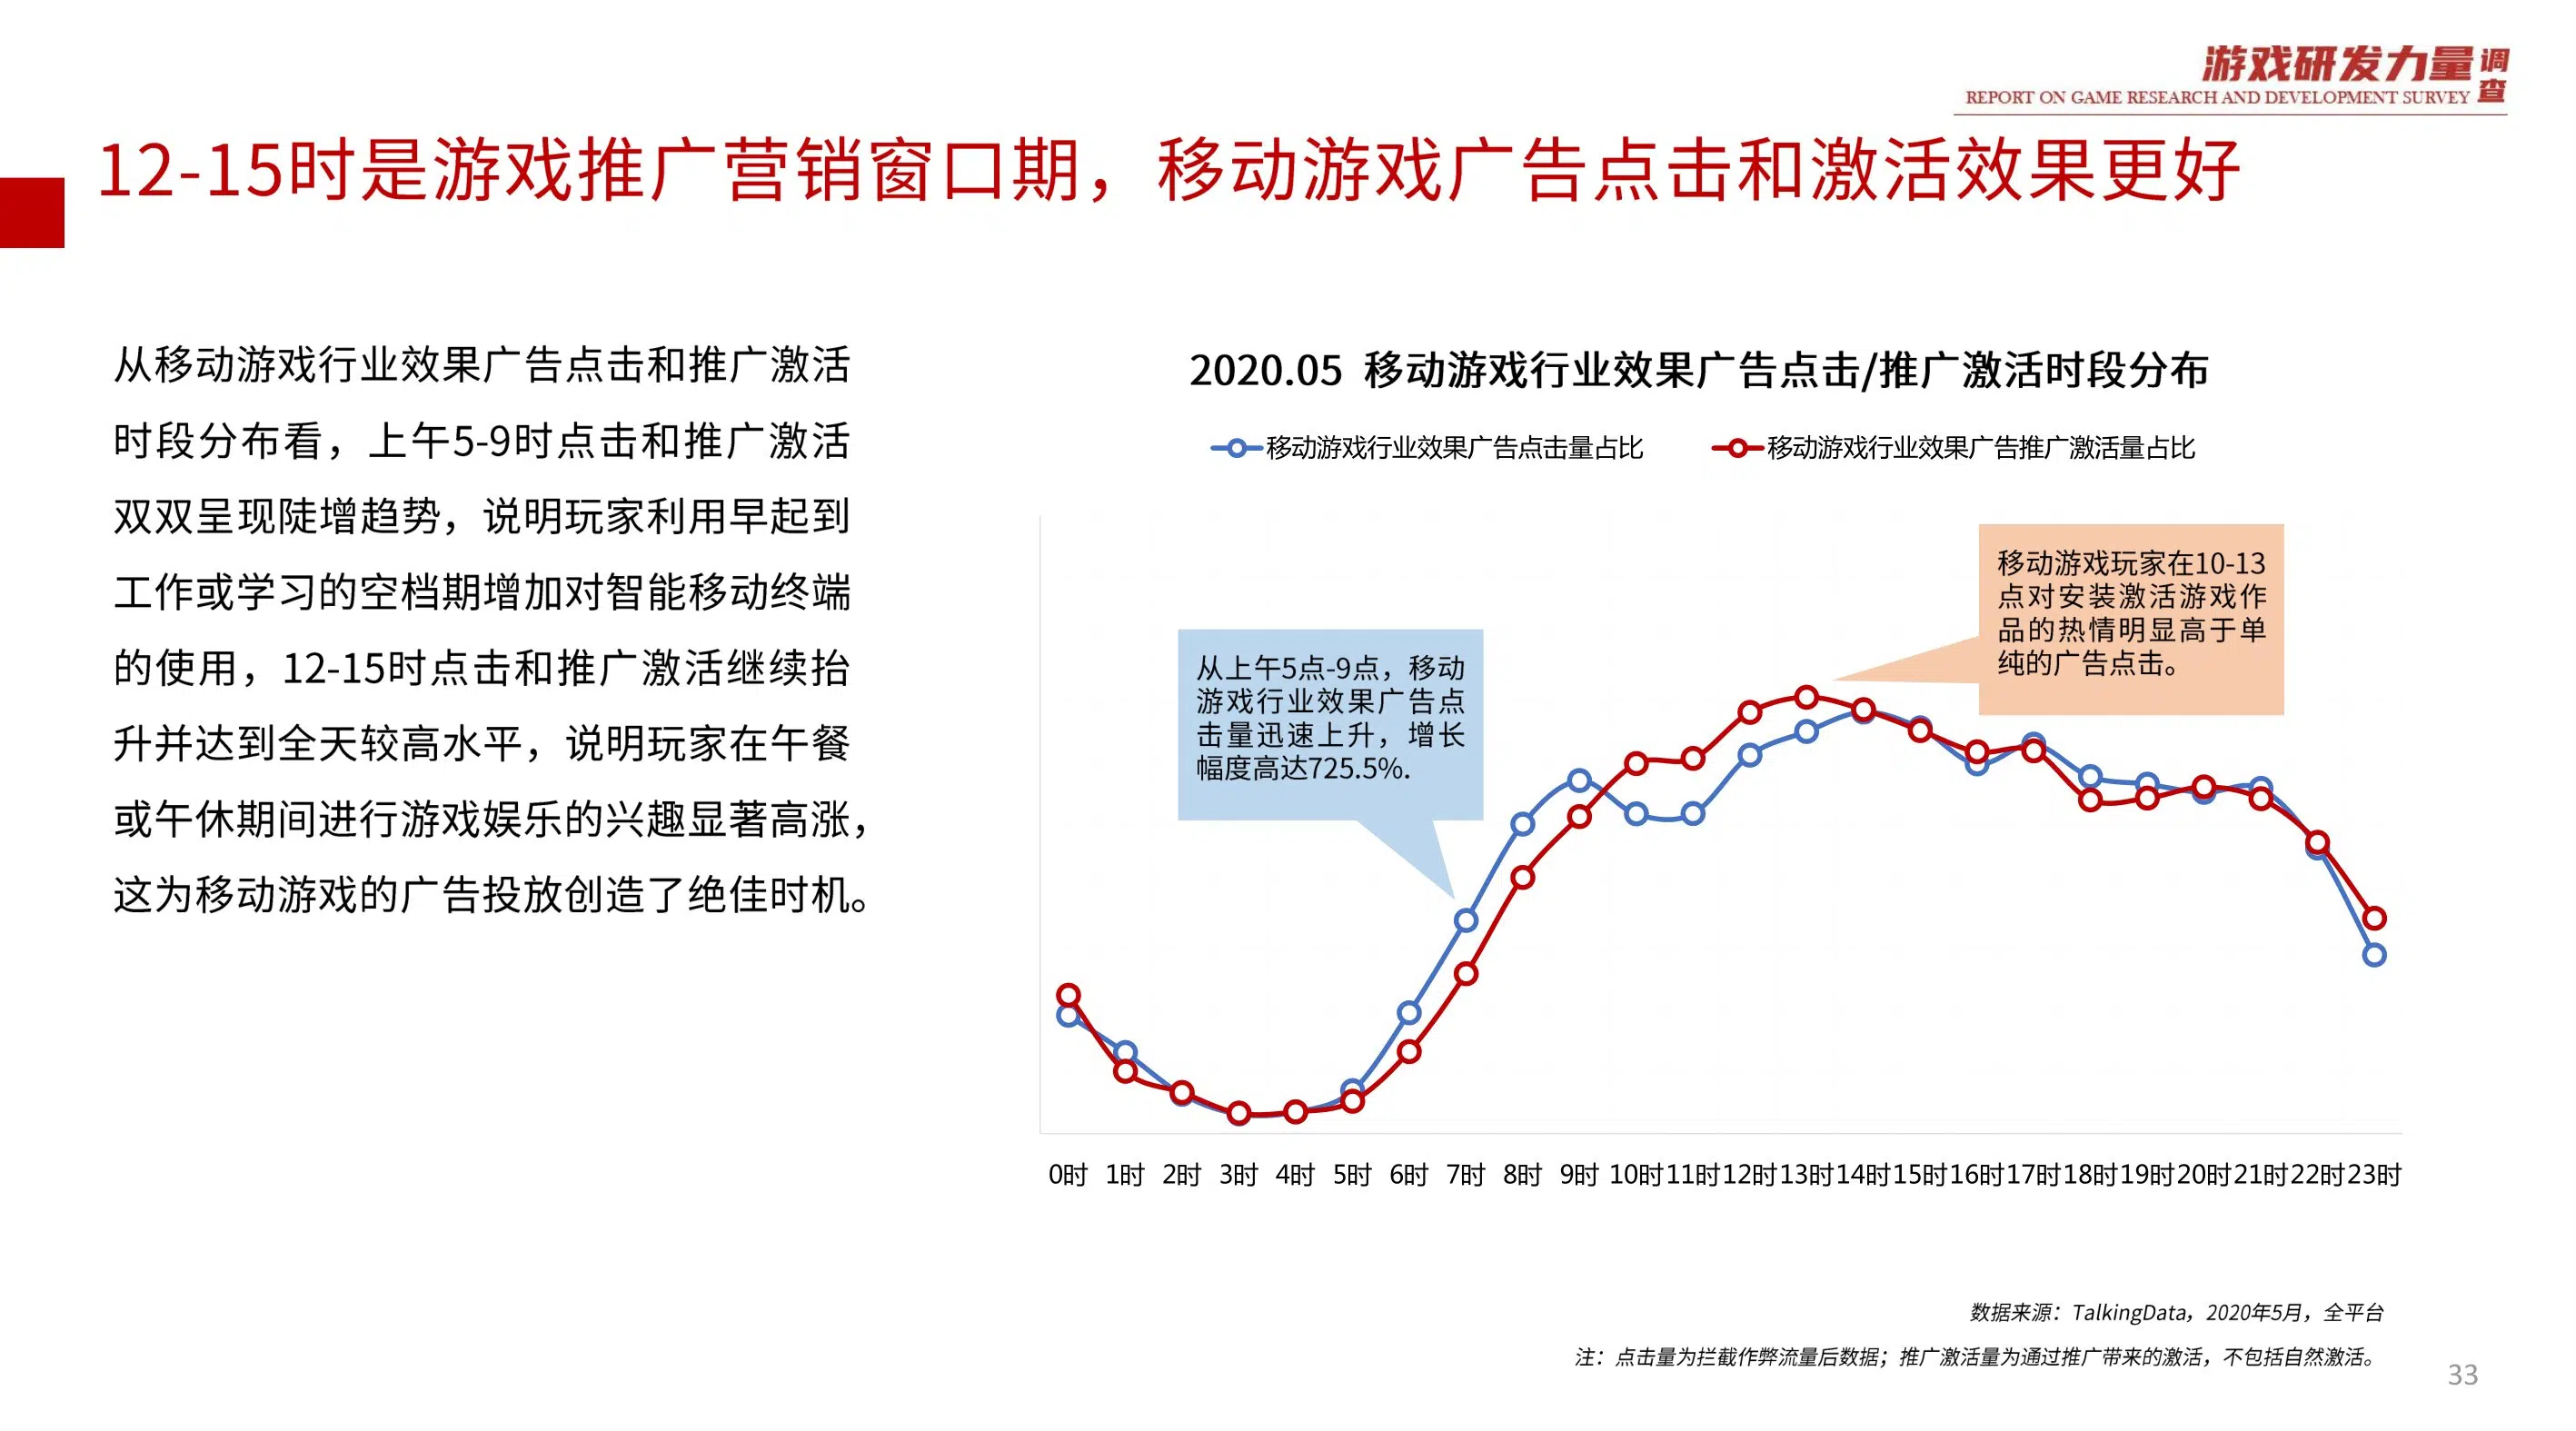 游戏研发力量调查
REPORT ON GAME RESEARCH AND DEVELOPMENT SURVEY
12-15时是游戏推广营销窗口期，移动游戏广告点击和激活效果更好
从移动游戏行业效果广告点击和推广激活
时段分布看，上午5-9时点击和推广激活
双双呈现陡增趋势，说明玩家利用早起到
工作或学习的空档期增加对智能移动终端
的使用，12-15时点击和推广激活继续抬
升并达到全天较高水平，说明玩家在午餐
或午休期间进行游戏娱乐的兴趣显著高涨，
这为移动游戏的广告投放创造了绝佳时机。
2020.05 移动游戏行业效果广告点击/推广激活时段分布
移动游戏行业效果广告点击量占比 移动游戏行业效果广告推广激活量占比
从上午5点-9点，移动
游戏行业效果广告点
击量迅速上升，增长
幅度高达725.5%.
移动游戏玩家在10-13
点对安装激活游戏作
品的热情明显高于单
纯的广告点击。
0时 1时 2时 3时 4时 5时 6时 7时 8时 9时 10时 11时 12时 13时 14时 15时 16时 17时 18时 19时 20时 21时 22时 23时
数据来源：TalkingData，2020年5月，全平台
注：点击量为拦截作弊流量后数据；推广激活量为通过推广带来的激活，不包括自然激活。
33